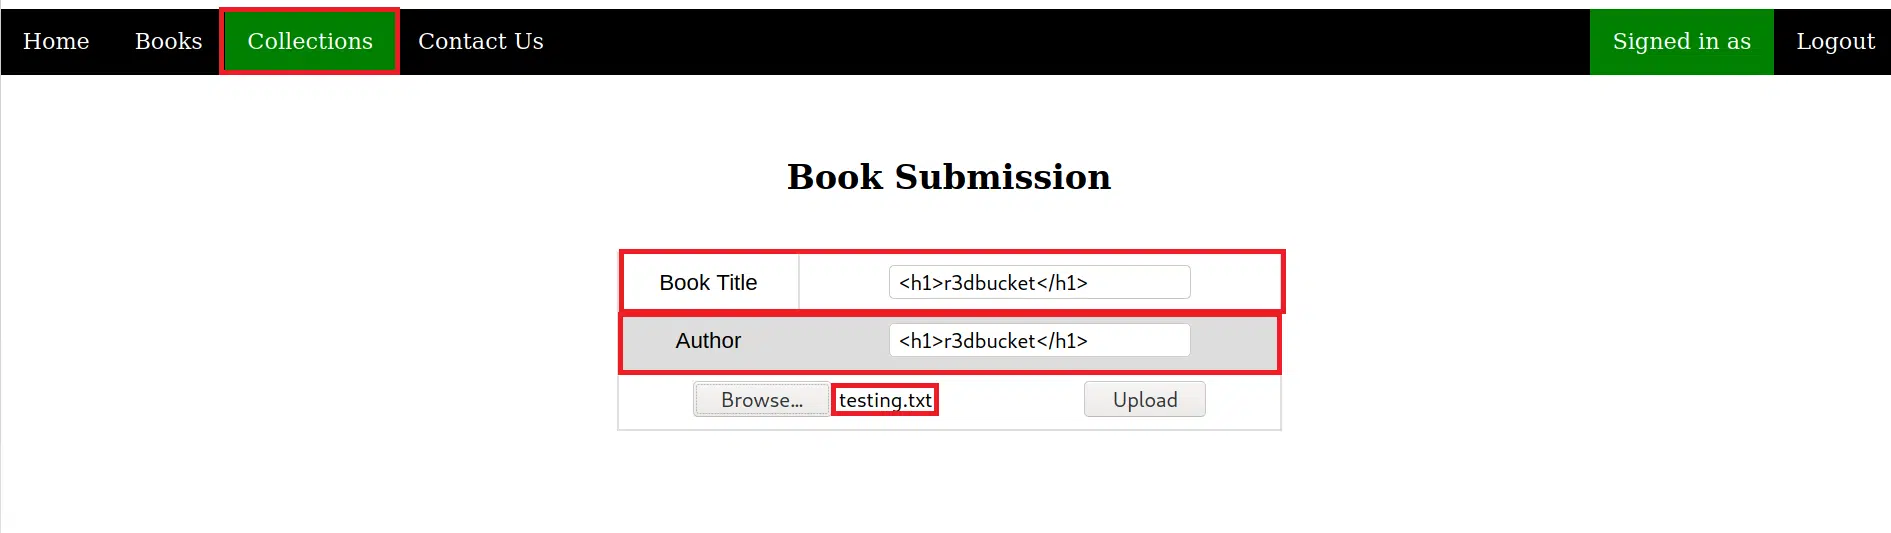 Home Books Collections Contact Us Signed in as Logout
Book Submission
Book Title <h1>r3dbucket</h1>
Author <h1>r3dbucket</h1>
Browse... testing.txt Upload